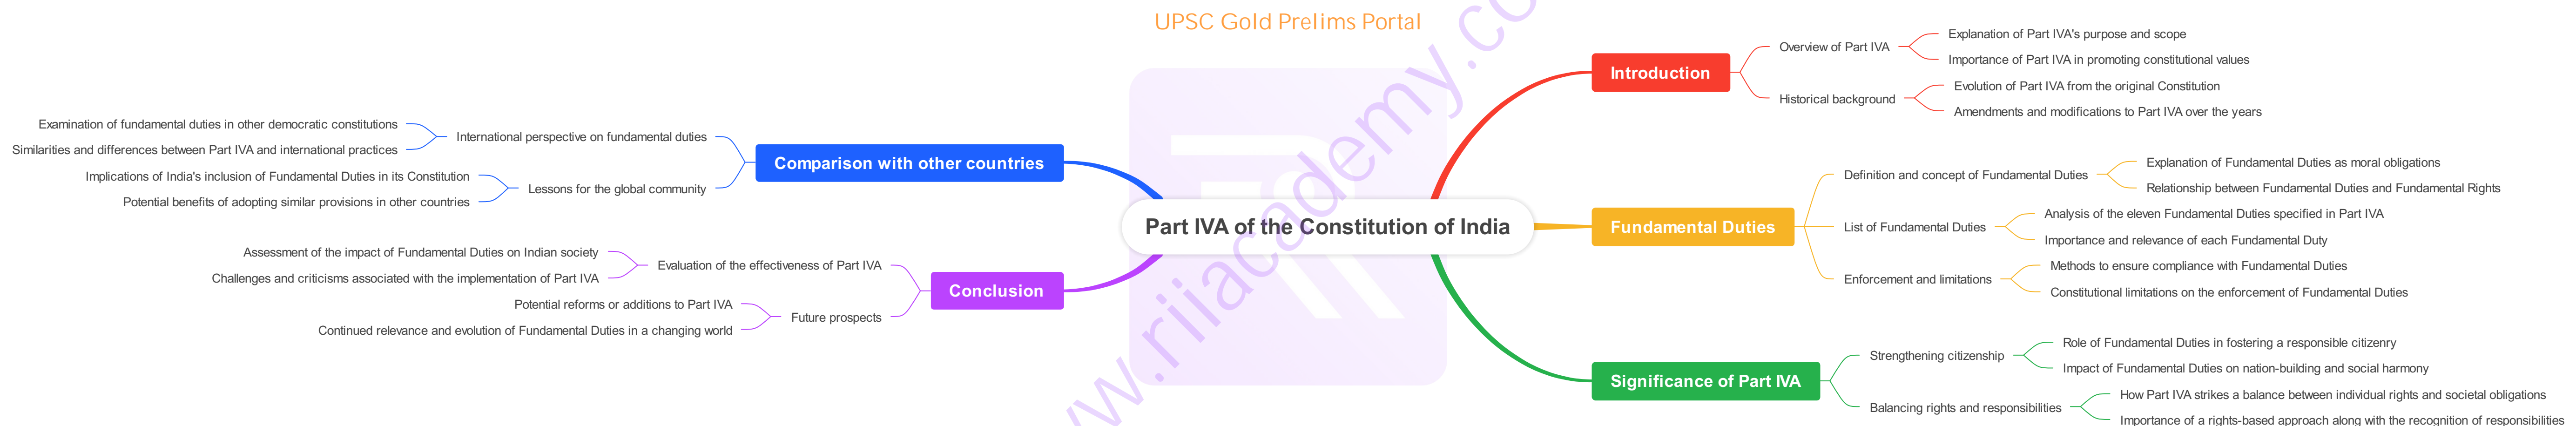 UPSC Gold Prelims Portal
Part IVA of the Constitution of India
Introduction
Overview of Part IVA
Explanation of Part IVA's purpose and scope
Importance of Part IVA in promoting constitutional values
Historical background
Evolution of Part IVA from the original Constitution
Amendments and modifications to Part IVA over the years
Fundamental Duties
Definition and concept of Fundamental Duties
Explanation of Fundamental Duties as moral obligations
Relationship between Fundamental Duties and Fundamental Rights
List of Fundamental Duties
Analysis of the eleven Fundamental Duties specified in Part IVA
Importance and relevance of each Fundamental Duty
Enforcement and limitations
Methods to ensure compliance with Fundamental Duties
Constitutional limitations on the enforcement of Fundamental Duties
Significance of Part IVA
Strengthening citizenship
Role of Fundamental Duties in fostering a responsible citizenry
Impact of Fundamental Duties on nation-building and social harmony
Balancing rights and responsibilities
How Part IVA strikes a balance between individual rights and societal obligations
Importance of a rights-based approach along with the recognition of responsibilities
Comparison with other countries
International perspective on fundamental duties
Examination of fundamental duties in other democratic constitutions
Similarities and differences between Part IVA and international practices
Lessons for the global community
Implications of India's inclusion of Fundamental Duties in its Constitution
Potential benefits of adopting similar provisions in other countries
Conclusion
Evaluation of the effectiveness of Part IVA
Assessment of the impact of Fundamental Duties on Indian society
Challenges and criticisms associated with the implementation of Part IVA
Future prospects
Potential reforms or additions to Part IVA
Continued relevance and evolution of Fundamental Duties in a changing world